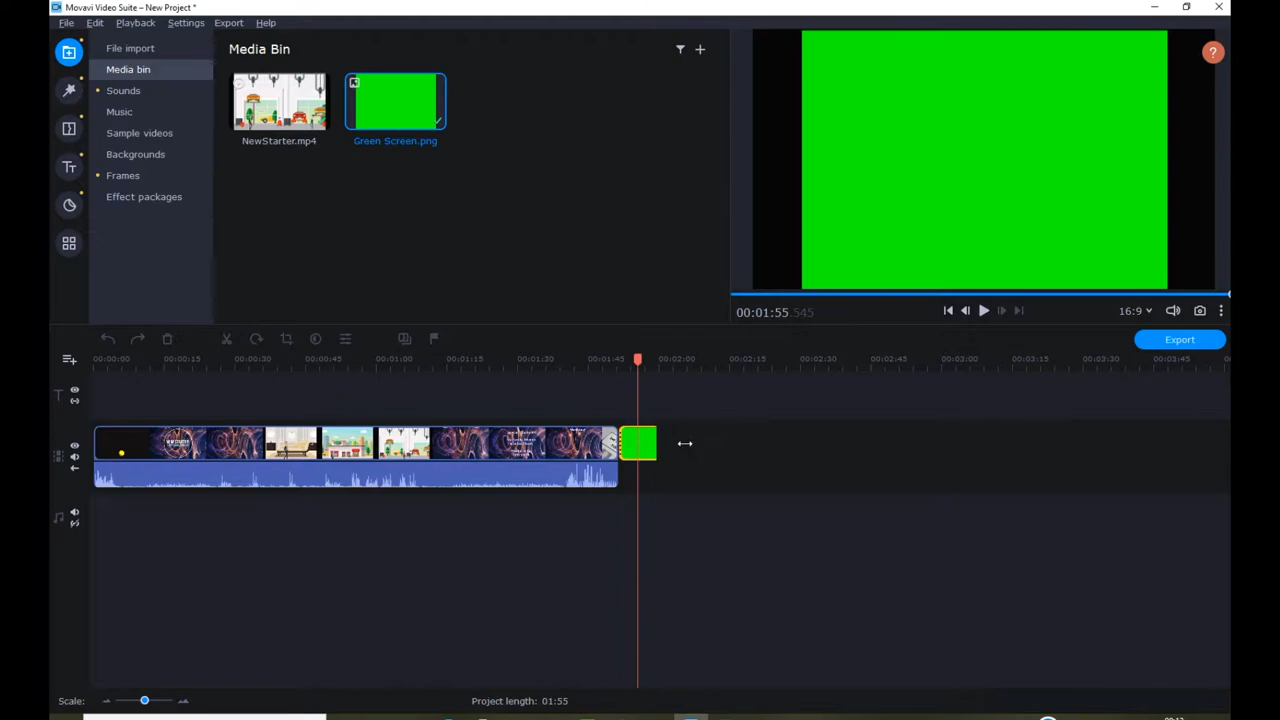 Movavi Video Suite – New Project *
File Edit Playback Settings Export Help
File import
Media bin
Sounds
Music
Sample videos
Backgrounds
Frames
Effect packages
Media Bin
NewStarter.mp4
Green Screen.png
?
00:01:55.545
16:9
Export
00:00:00 00:00:15 00:00:30 00:00:45 00:01:00 00:01:15 00:01:30 00:01:45 00:02:00 00:02:15 00:02:30 00:02:45 00:03:00 00:03:15 00:03:30 00:03:45
Scale:
Project length: 01:55